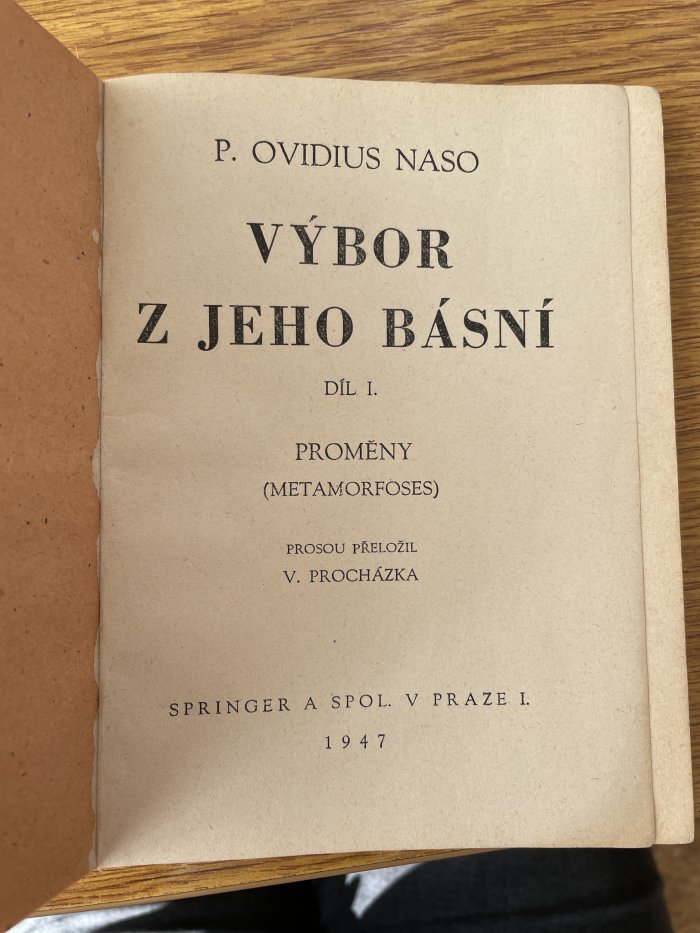 P. OVIDIUS NASO
VÝBOR
Z JEHO BÁSNÍ
DÍL I.
PROMĚNY
(METAMORFOSES)
PROSOU PŘELOŽIL
V. PROCHÁZKA
SPRINGER A SPOL. V PRAZE I.
1947